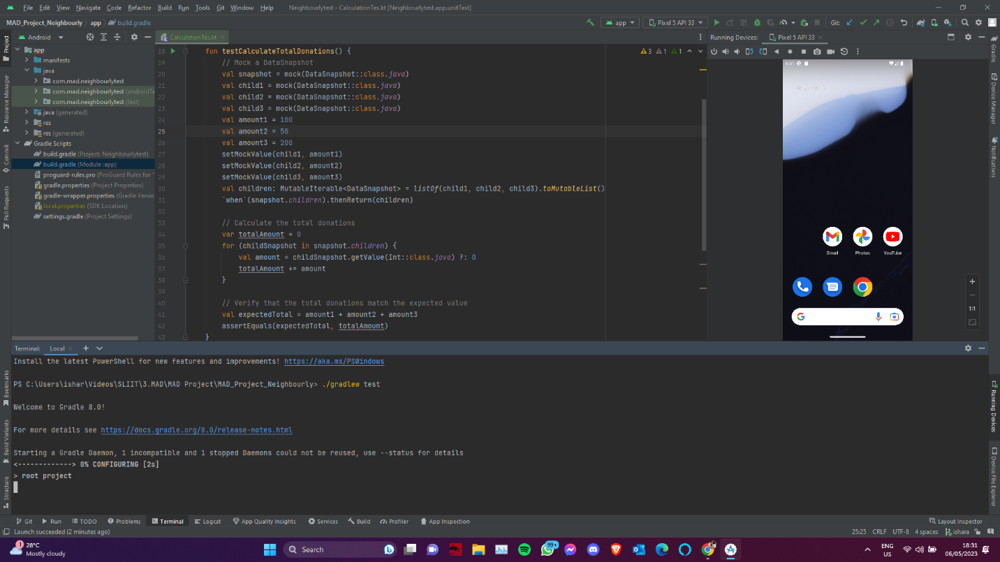 File Edit View Navigate Code Refactor Build Run Tools Git Window Help Neighbourlytest - CalculationTes.kt [Neighbourlytest.app.unitTest]
MAD_Project_Neighbourly app build.gradle
app Pixel 5 API 33 Git:
Android
CalculationTes.kt
Running Devices: Pixel 5 API 33
Project
Resource Manager
Commit
Pull Requests
Bookmarks
Build Variants
Structure
app
manifests
java
com.mad.neighbourlytest
com.mad.neighbourlytest (androidTe
com.mad.neighbourlytest (test)
java (generated)
res
res (generated)
Gradle Scripts
build.gradle (Project: Neighbourlytest)
build.gradle (Module :app)
proguard-rules.pro (ProGuard Rules for "
gradle.properties (Project Properties)
gradle-wrapper.properties (Gradle Versio
local.properties (SDK Location)
settings.gradle (Project Settings)
3 1 1
18 fun testCalculateTotalDonations() {
19 // Mock a DataSnapshot
20 val snapshot = mock(DataSnapshot::class.java)
21 val child1 = mock(DataSnapshot::class.java)
22 val child2 = mock(DataSnapshot::class.java)
23 val child3 = mock(DataSnapshot::class.java)
24 val amount1 = 100
25 val amount2 = 50
26 val amount3 = 200
27 setMockValue(child1, amount1)
28 setMockValue(child2, amount2)
29 setMockValue(child3, amount3)
30 val children: MutableIterable<DataSnapshot> = listOf(child1, child2, child3).toMutableList()
31 `when`(snapshot.children).thenReturn(children)
32
33 // Calculate the total donations
34 var totalAmount = 0
35 for (childSnapshot in snapshot.children) {
36 val amount = childSnapshot.getValue(Int::class.java) ?: 0
37 totalAmount += amount
38 }
39
40 // Verify that the total donations match the expected value
41 val expectedTotal = amount1 + amount2 + amount3
42 assertEquals(expectedTotal, totalAmount)
43 }
Gmail Photos YouTube
1:1
Gradle
Device Manager
Notifications
Running Devices
Device File Explorer
Terminal: Local
Install the latest PowerShell for new features and improvements! https://aka.ms/PSWindows
PS C:\Users\ishar\Videos\SLIIT\3.MAD\MAD Project\MAD_Project_Neighbourly> ./gradlew test
Welcome to Gradle 8.0!
For more details see https://docs.gradle.org/8.0/release-notes.html
Starting a Gradle Daemon, 1 incompatible and 1 stopped Daemons could not be reused, use --status for details
<-------------> 0% CONFIGURING [2s]
> root project
Git Run TODO Problems Terminal Logcat App Quality Insights Services Build Profiler App Inspection Layout Inspector
Launch succeeded (2 minutes ago) 25:25 CRLF UTF-8 4 spaces ishara
1 28°C
Mostly cloudy
Search
99+
ENG
US
18:31
06/05/2023